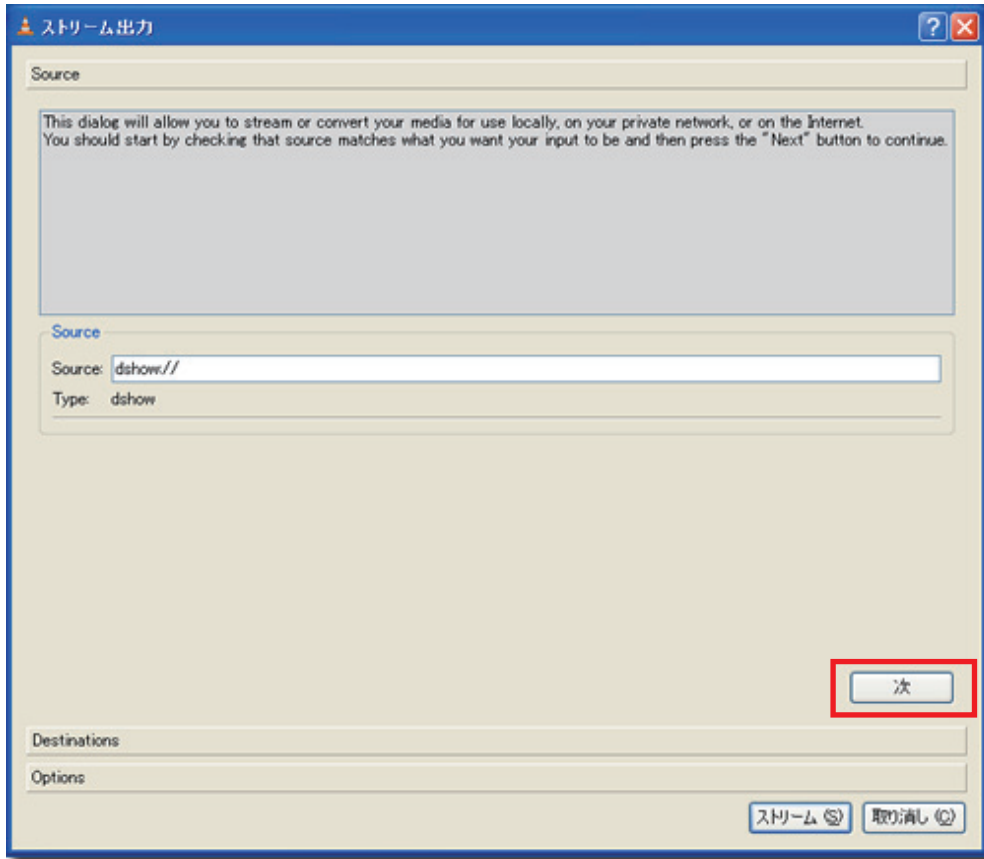 ストリーム出力
Source
This dialog will allow you to stream or convert your media for use locally, on your private network, or on the Internet.
You should start by checking that source matches what you want your input to be and then press the "Next" button to continue.
Source
Source: dshow://
Type: dshow
次
Destinations
Options
ストリーム (S) 取り消し (C)